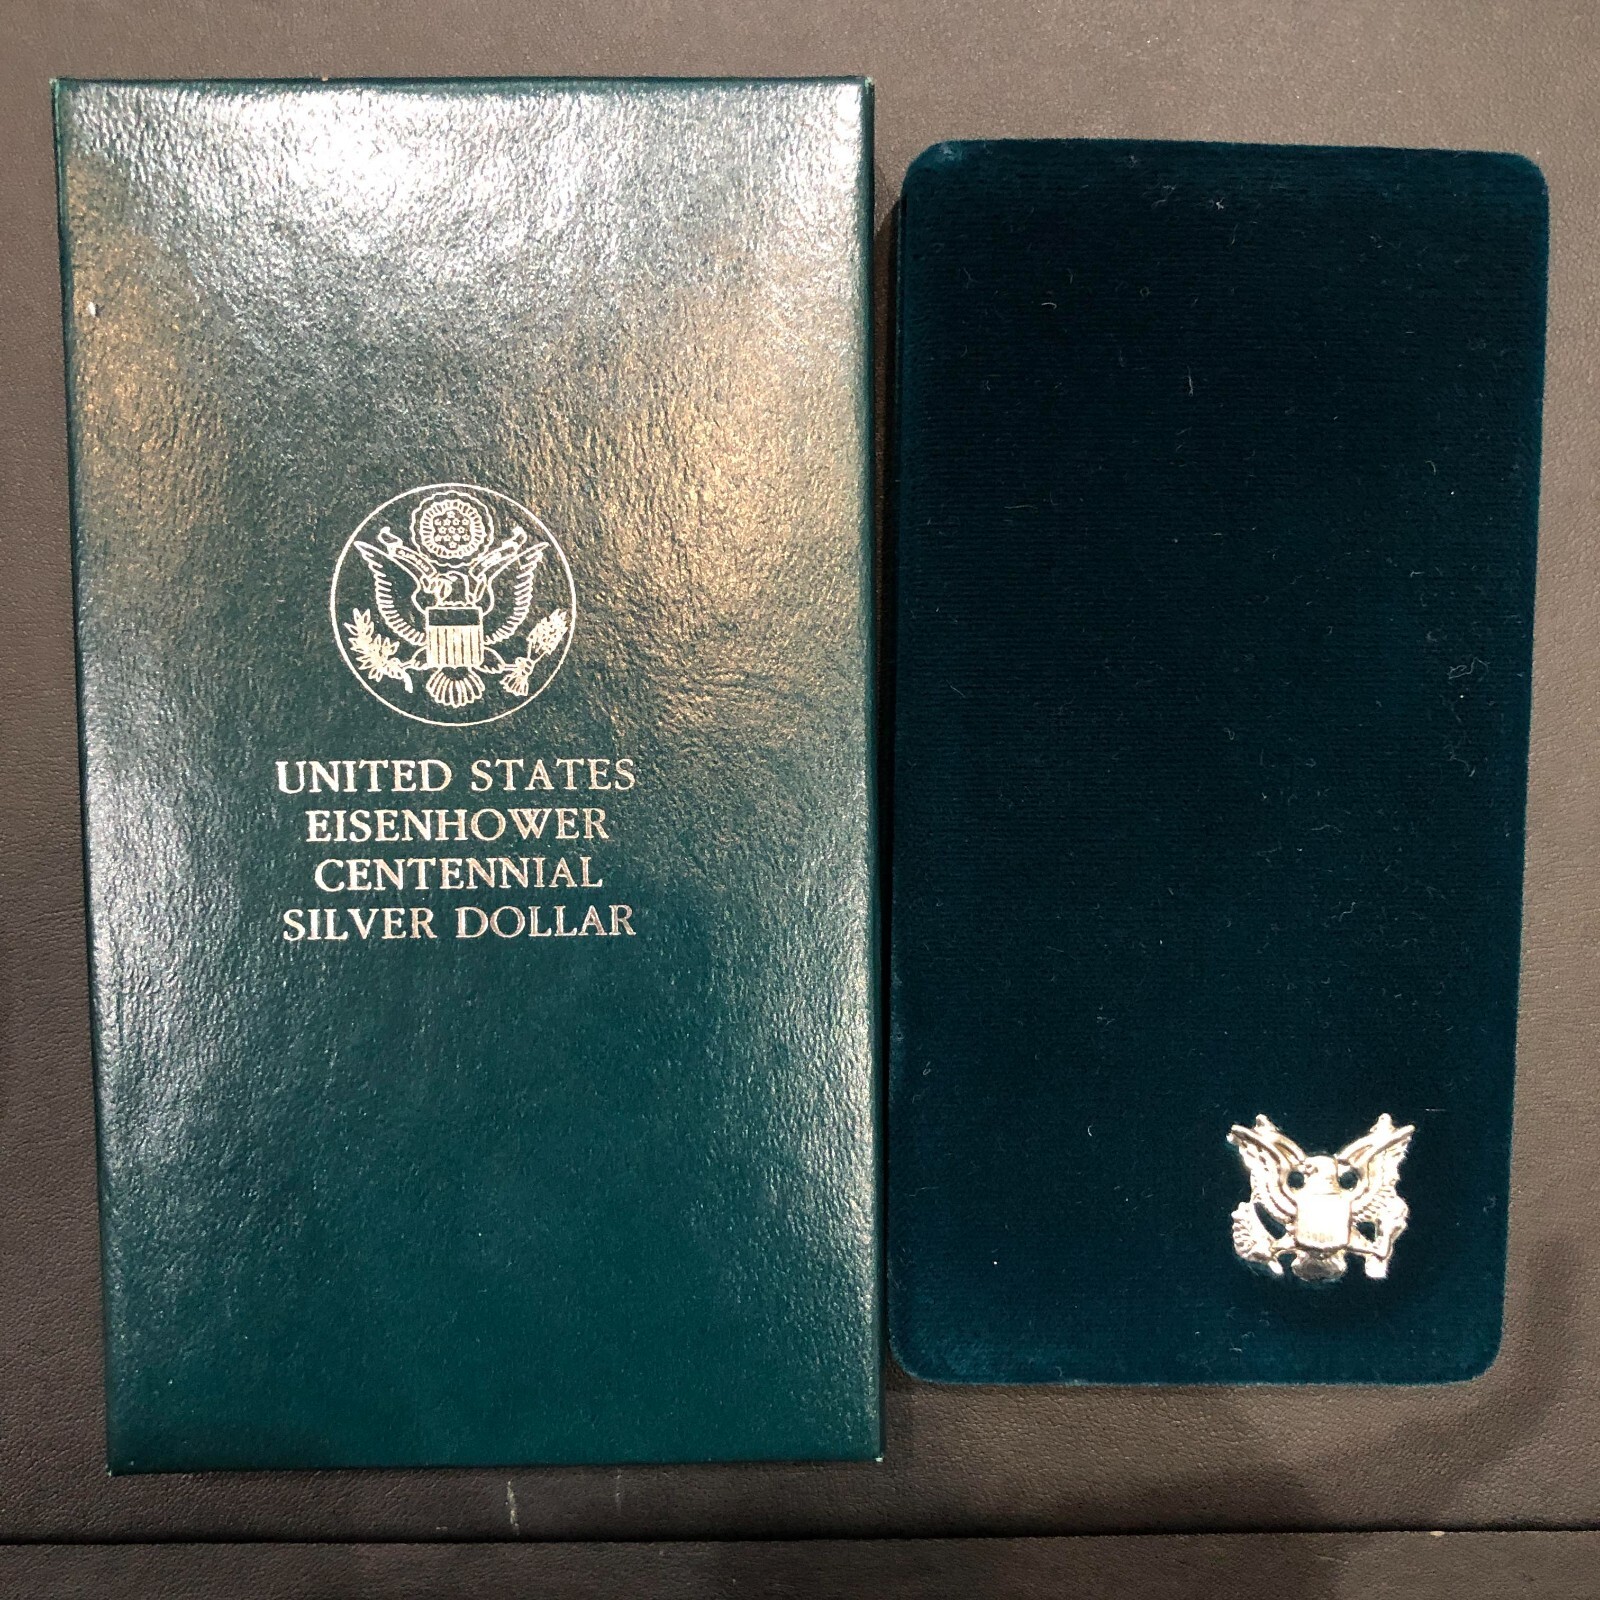 UNITED STATES
EISENHOWER
CENTENNIAL
SILVER DOLLAR